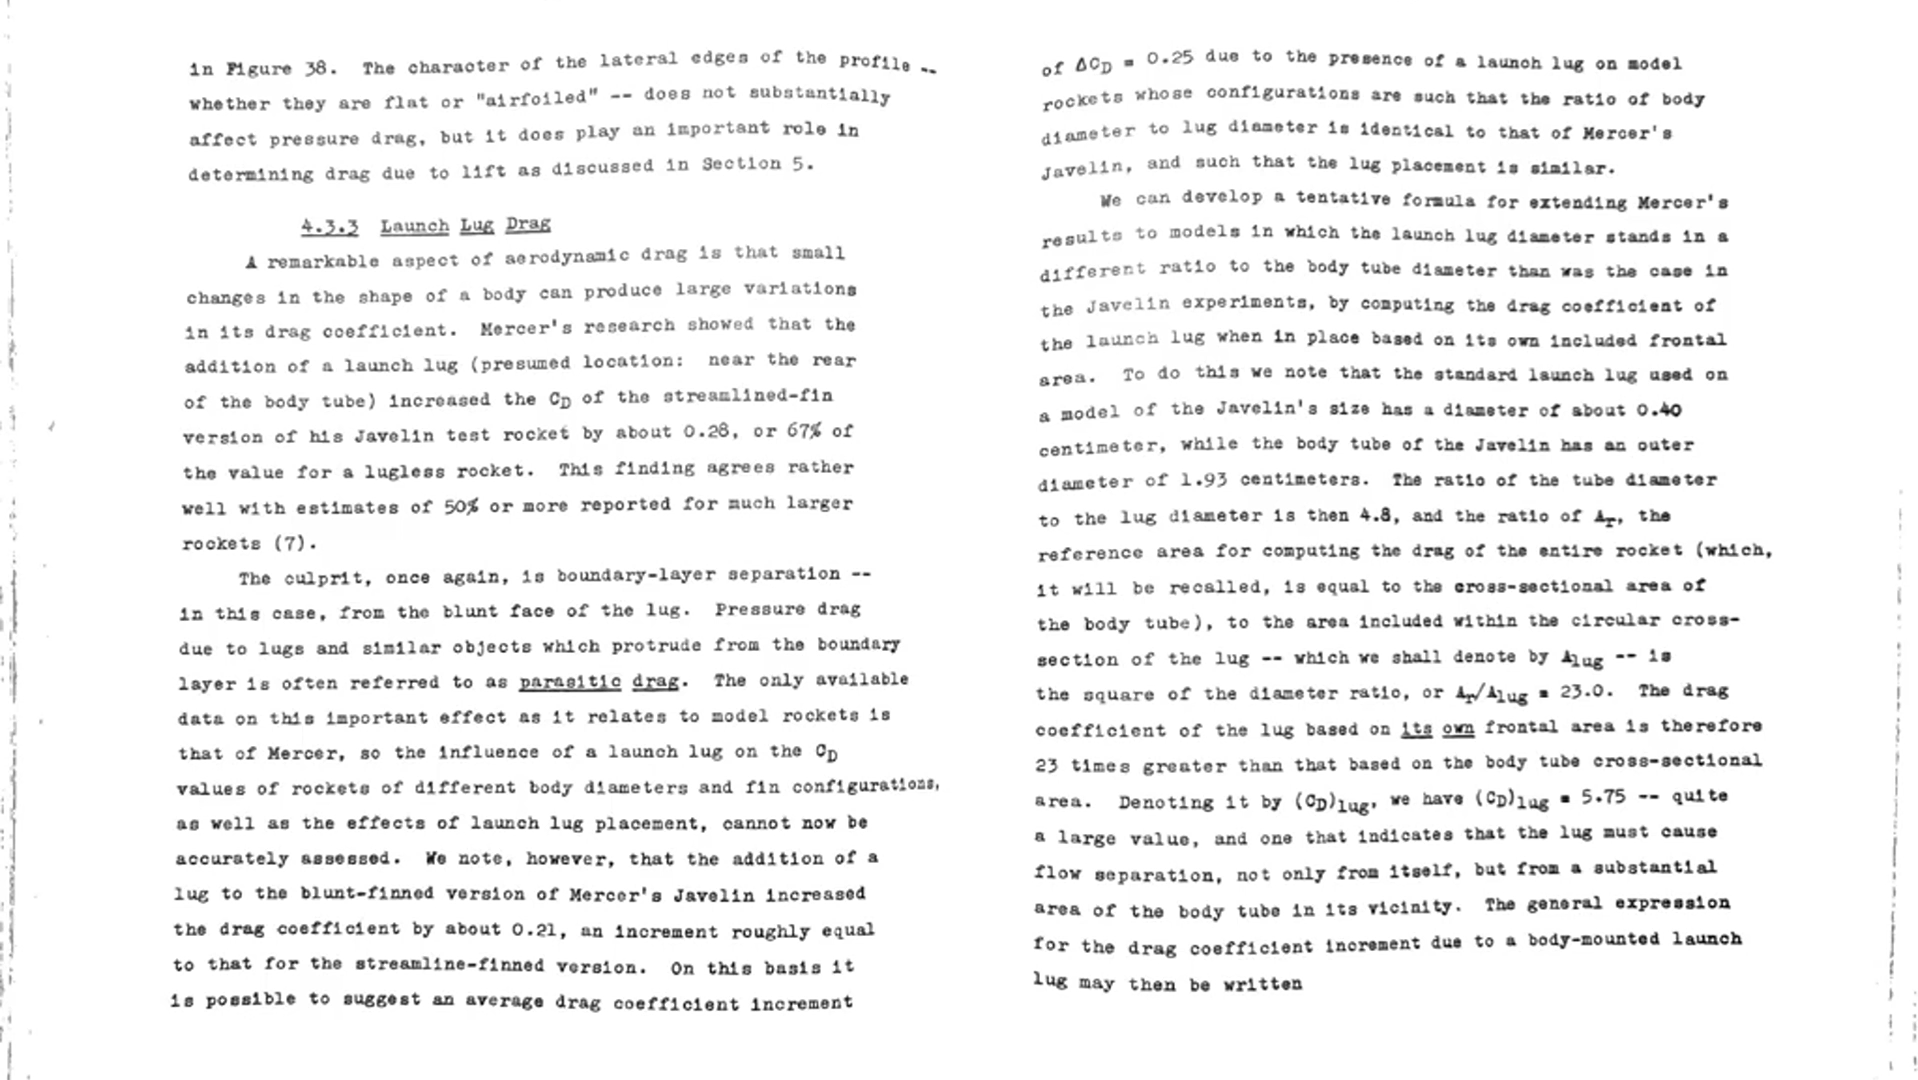 in Figure 38.  The character of the lateral edges of the profile --
whether they are flat or "airfoiled" -- does not substantially
affect pressure drag, but it does play an important role in
determining drag due to lift as discussed in Section 5.
4.3.3  Launch Lug Drag
A remarkable aspect of aerodynamic drag is that small
changes in the shape of a body can produce large variations
in its drag coefficient.  Mercer's research showed that the
addition of a launch lug (presumed location:  near the rear
of the body tube) increased the CD of the streamlined-fin
version of his Javelin test rocket by about 0.28, or 67% of
the value for a lugless rocket.  This finding agrees rather
well with estimates of 50% or more reported for much larger
rockets (7).
The culprit, once again, is boundary-layer separation --
in this case, from the blunt face of the lug.  Pressure drag
due to lugs and similar objects which protrude from the boundary
layer is often referred to as parasitic drag.  The only available
data on this important effect as it relates to model rockets is
that of Mercer, so the influence of a launch lug on the CD
values of rockets of different body diameters and fin configurations,
as well as the effects of launch lug placement, cannot now be
accurately assessed.  We note, however, that the addition of a
lug to the blunt-finned version of Mercer's Javelin increased
the drag coefficient by about 0.21, an increment roughly equal
to that for the streamline-finned version.  On this basis it
is possible to suggest an average drag coefficient increment
of ΔCD = 0.25 due to the presence of a launch lug on model
rockets whose configurations are such that the ratio of body
diameter to lug diameter is identical to that of Mercer's
Javelin, and such that the lug placement is similar.
We can develop a tentative formula for extending Mercer's
results to models in which the launch lug diameter stands in a
different ratio to the body tube diameter than was the case in
the Javelin experiments, by computing the drag coefficient of
the launch lug when in place based on its own included frontal
area.  To do this we note that the standard launch lug used on
a model of the Javelin's size has a diameter of about 0.40
centimeter, while the body tube of the Javelin has an outer
diameter of 1.93 centimeters.  The ratio of the tube diameter
to the lug diameter is then 4.8, and the ratio of Ar, the
reference area for computing the drag of the entire rocket (which,
it will be recalled, is equal to the cross-sectional area of
the body tube), to the area included within the circular cross-
section of the lug -- which we shall denote by Alug -- is
the square of the diameter ratio, or Ar/Alug = 23.0.  The drag
coefficient of the lug based on its own frontal area is therefore
23 times greater than that based on the body tube cross-sectional
area.  Denoting it by (CD)lug, we have (CD)lug = 5.75 -- quite
a large value, and one that indicates that the lug must cause
flow separation, not only from itself, but from a substantial
area of the body tube in its vicinity.  The general expression
for the drag coefficient increment due to a body-mounted launch
lug may then be written